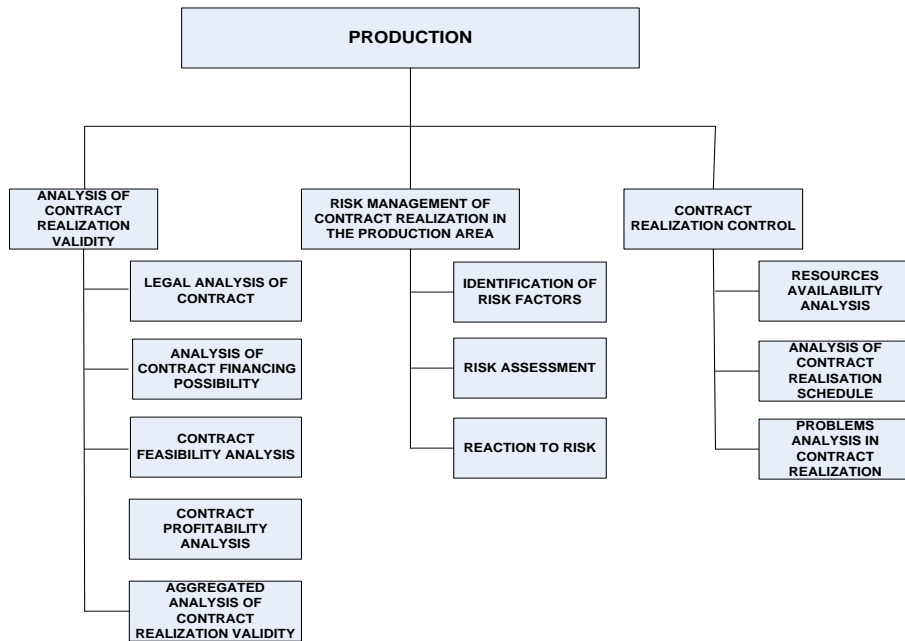 PRODUCTION
ANALYSIS OF
CONTRACT
REALIZATION
VALIDITY
LEGAL ANALYSIS OF
CONTRACT
ANALYSIS OF
CONTRACT FINANCING
POSSIBILITY
CONTRACT
FEASIBILITY ANALYSIS
CONTRACT
PROFITABILITY
ANALYSIS
AGGREGATED
ANALYSIS OF
CONTRACT
REALIZATION VALIDITY
RISK MANAGEMENT OF
CONTRACT REALIZATION IN
THE PRODUCTION AREA
IDENTIFICATION OF
RISK FACTORS
RISK ASSESSMENT
REACTION TO RISK
CONTRACT
REALIZATION CONTROL
RESOURCES
AVAILABILITY
ANALYSIS
ANALYSIS OF
CONTRACT
REALISATION
SCHEDULE
PROBLEMS
ANALYSIS IN
CONTRACT
REALIZATION